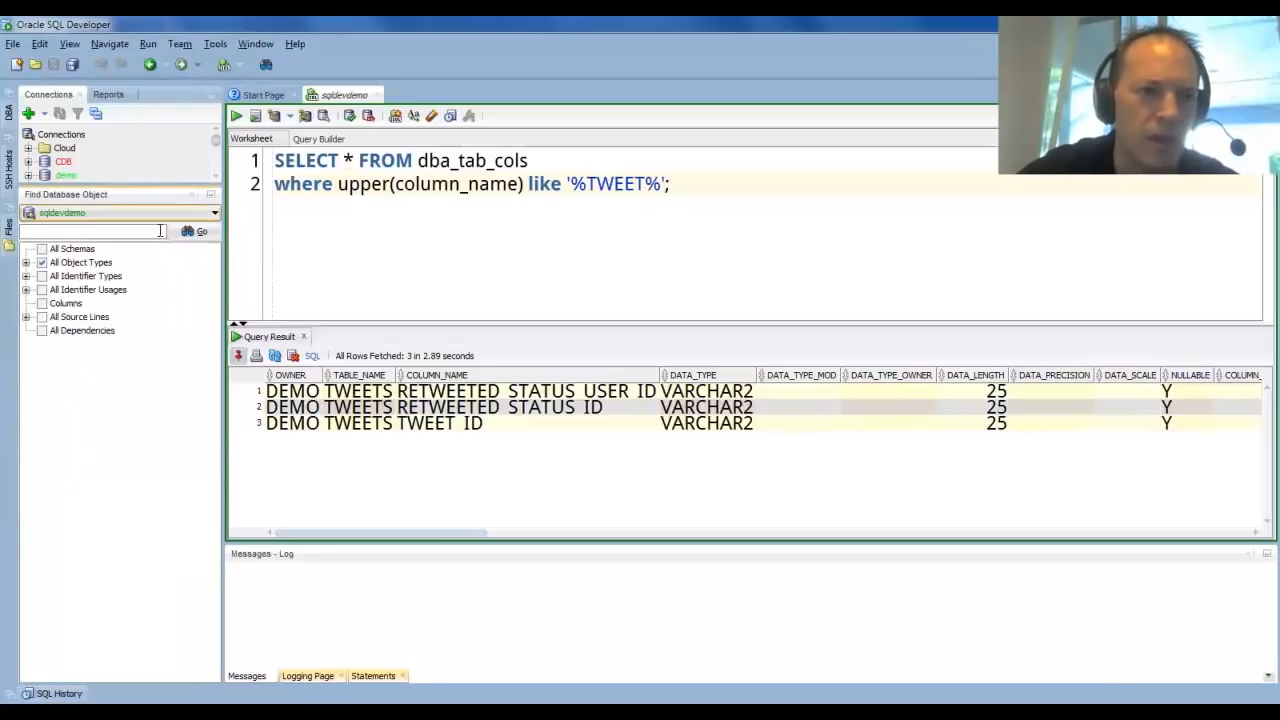 Oracle SQL Developer
File Edit View Navigate Run Team Tools Window Help
Connections Reports
Start Page sqldevdemo
DBA
SSH Hosts
Files
Connections
Cloud
CDB
demo
Find Database Object
sqldevdemo
Go
All Schemas
All Object Types
All Identifier Types
All Identifier Usages
Columns
All Source Lines
All Dependencies
Worksheet Query Builder
1 SELECT * FROM dba_tab_cols
2 where upper(column_name) like '%TWEET%';
Query Result
SQL All Rows Fetched: 3 in 2.89 seconds
OWNER TABLE_NAME COLUMN_NAME DATA_TYPE DATA_TYPE_MOD DATA_TYPE_OWNER DATA_LENGTH DATA_PRECISION DATA_SCALE NULLABLE COLUMN_
1 DEMO TWEETS RETWEETED_STATUS_USER_ID VARCHAR2 25 Y
2 DEMO TWEETS RETWEETED_STATUS_ID VARCHAR2 25 Y
3 DEMO TWEETS TWEET_ID VARCHAR2 25 Y
Messages - Log
Messages Logging Page Statements
SQL History